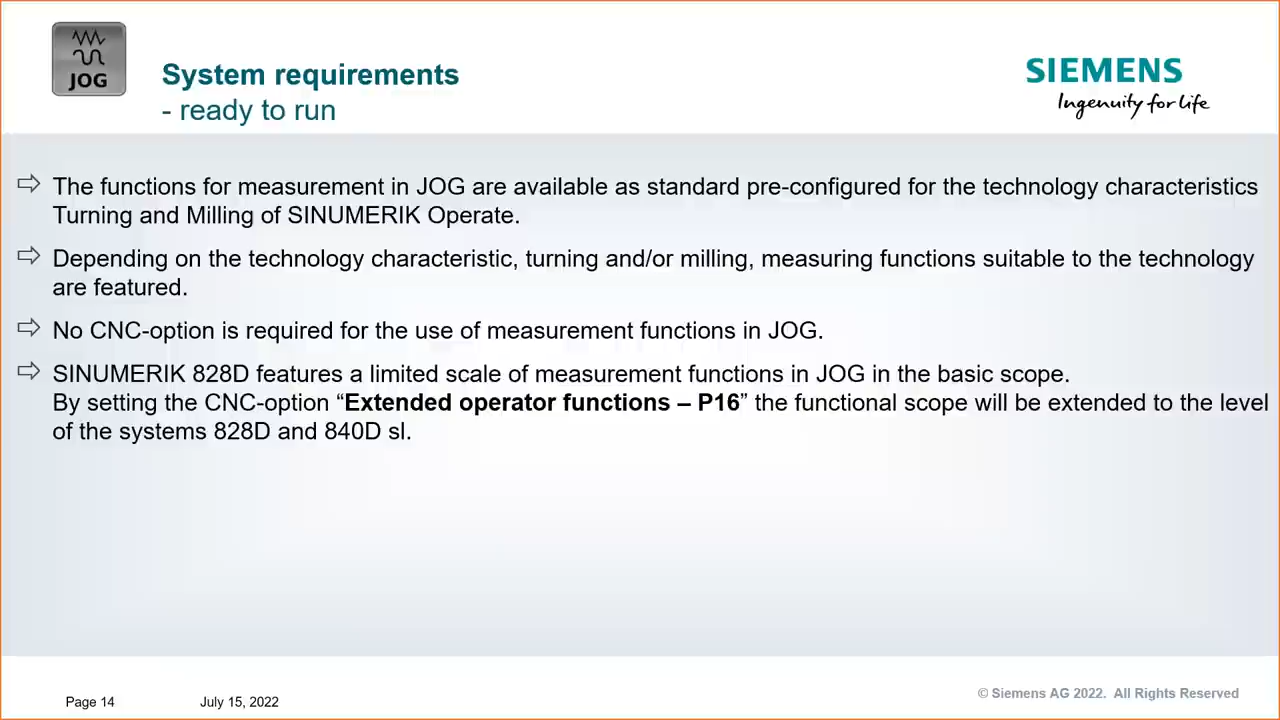 JOG
System requirements
- ready to run
SIEMENS
Ingenuity for life
The functions for measurement in JOG are available as standard pre-configured for the technology characteristics
Turning and Milling of SINUMERIK Operate.
Depending on the technology characteristic, turning and/or milling, measuring functions suitable to the technology
are featured.
No CNC-option is required for the use of measurement functions in JOG.
SINUMERIK 828D features a limited scale of measurement functions in JOG in the basic scope.
By setting the CNC-option “Extended operator functions – P16” the functional scope will be extended to the level
of the systems 828D and 840D sl.
Page 14
July 15, 2022
© Siemens AG 2022. All Rights Reserved